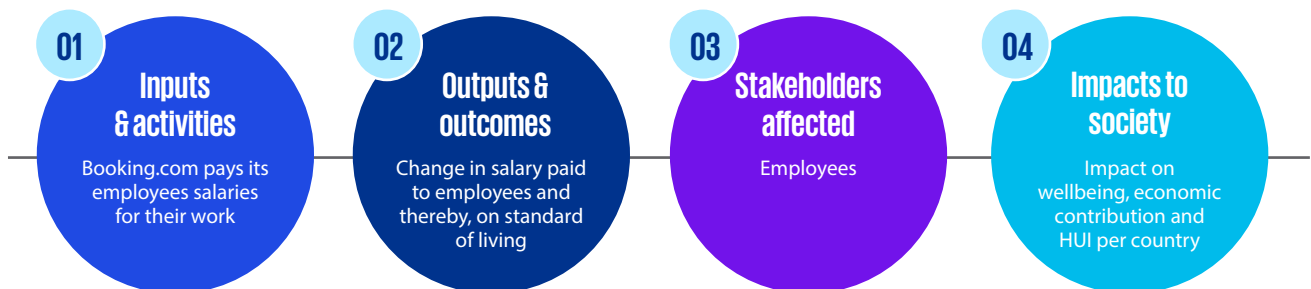 01
Inputs
& activities
Booking.com pays its
employees salaries
for their work
02
Outputs &
outcomes
Change in salary paid
to employees and
thereby, on standard
of living
03
Stakeholders
affected
Employees
04
Impacts to
society
Impact on
wellbeing, economic
contribution and
HUI per country